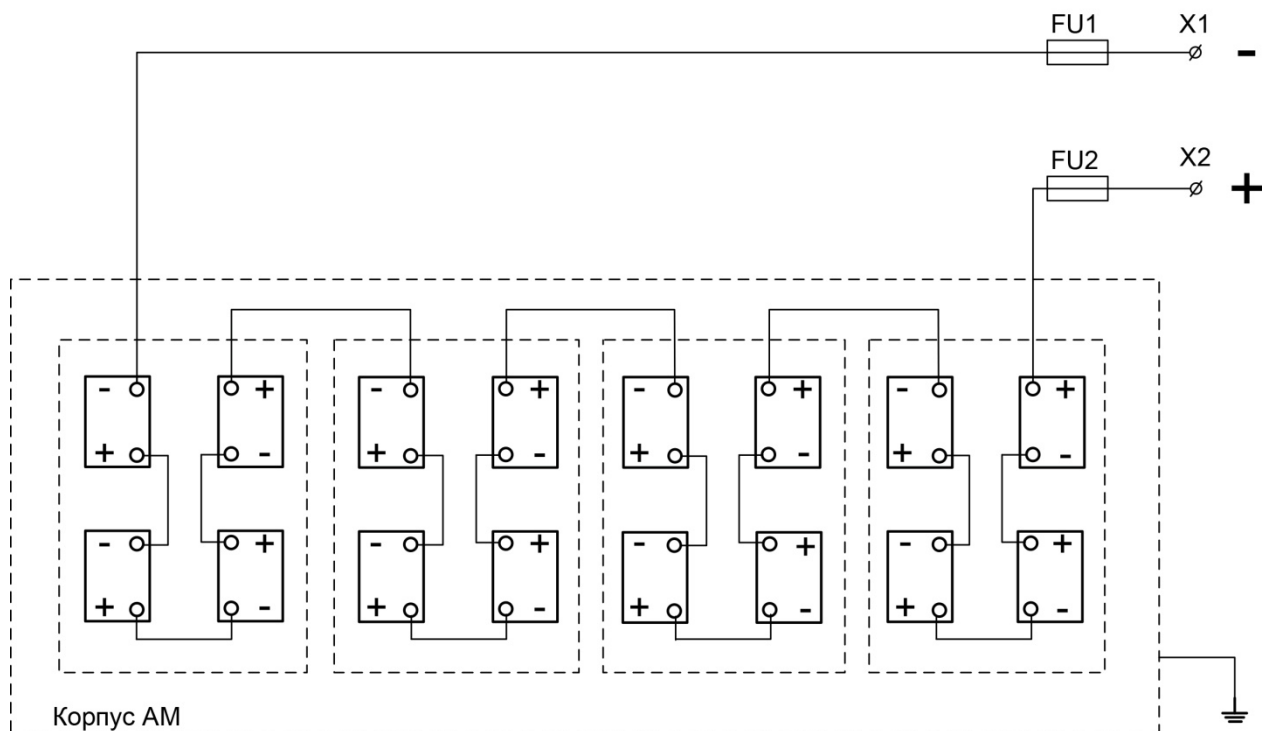 FU1 X1
-
FU2 X2
+
- + - + - + - +
+ - + - + - + -
- + - + - + - +
+ - + - + - + -
Корпус АМ